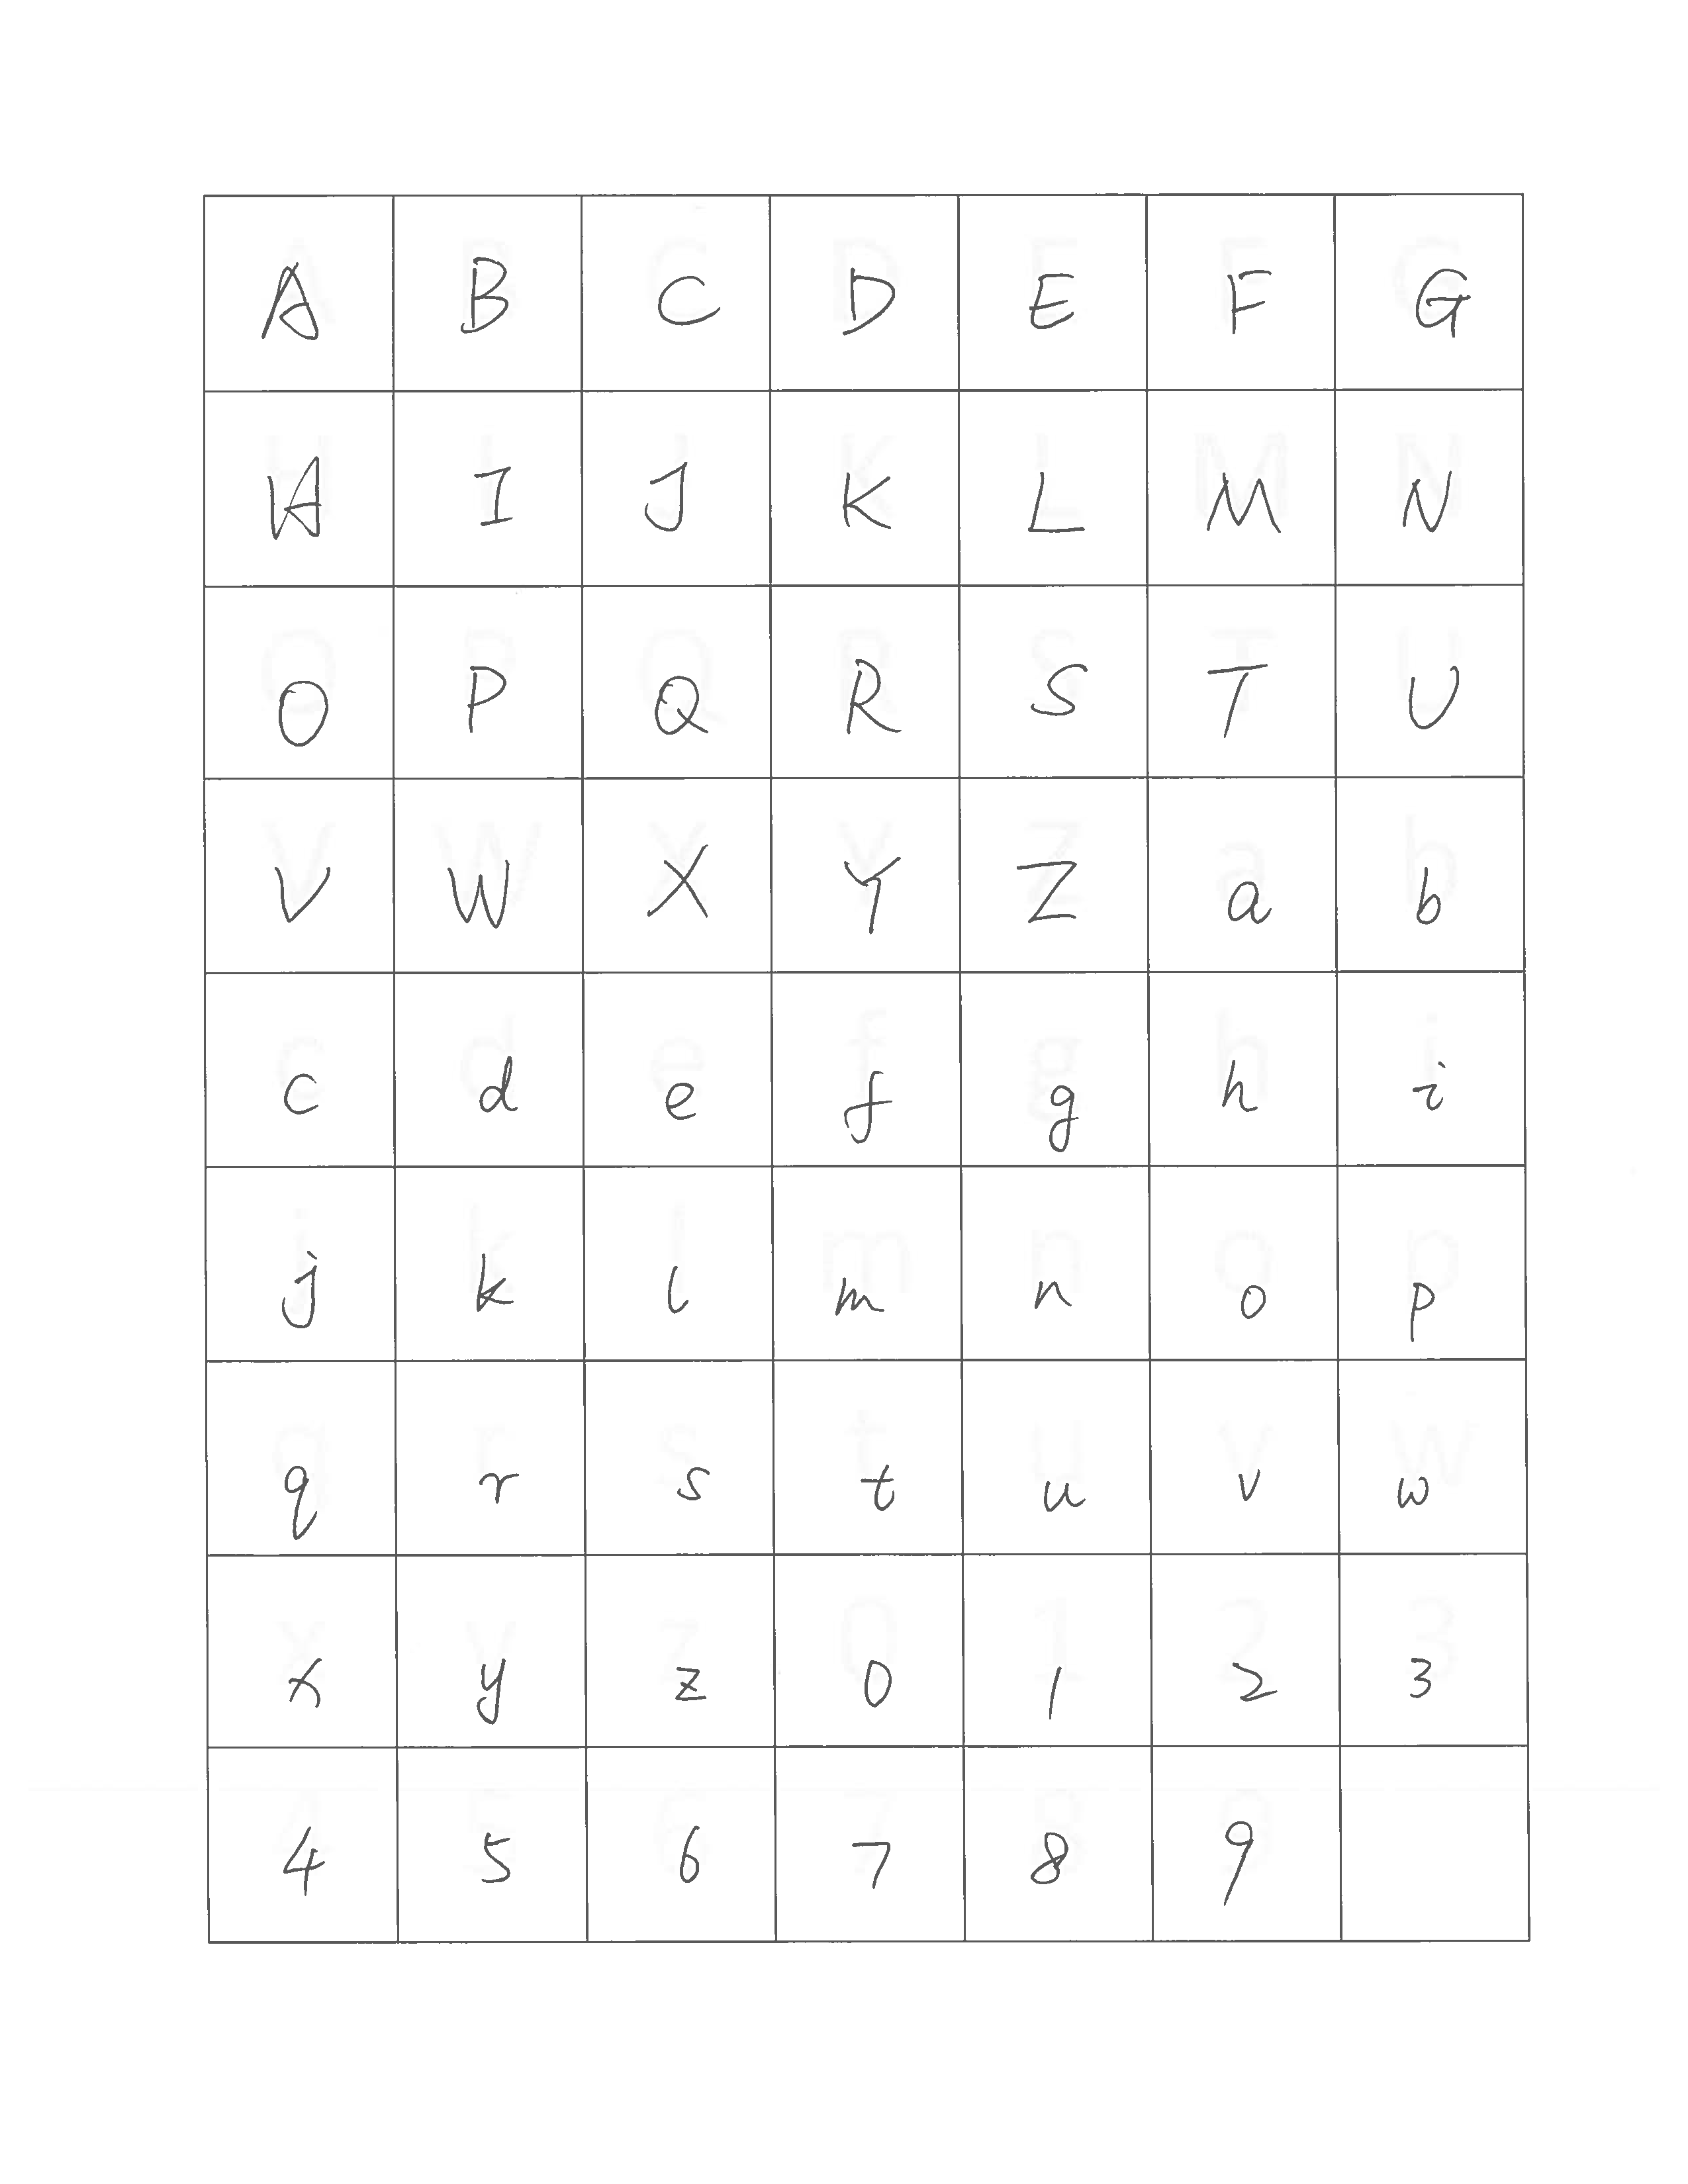 A B C D E F G
H I J K L M N
O P Q R S T U
V W X Y Z a b
c d e f g h i
j k l m n o p
q r s t u v w
x y z 0 1 2 3
4 5 6 7 8 9